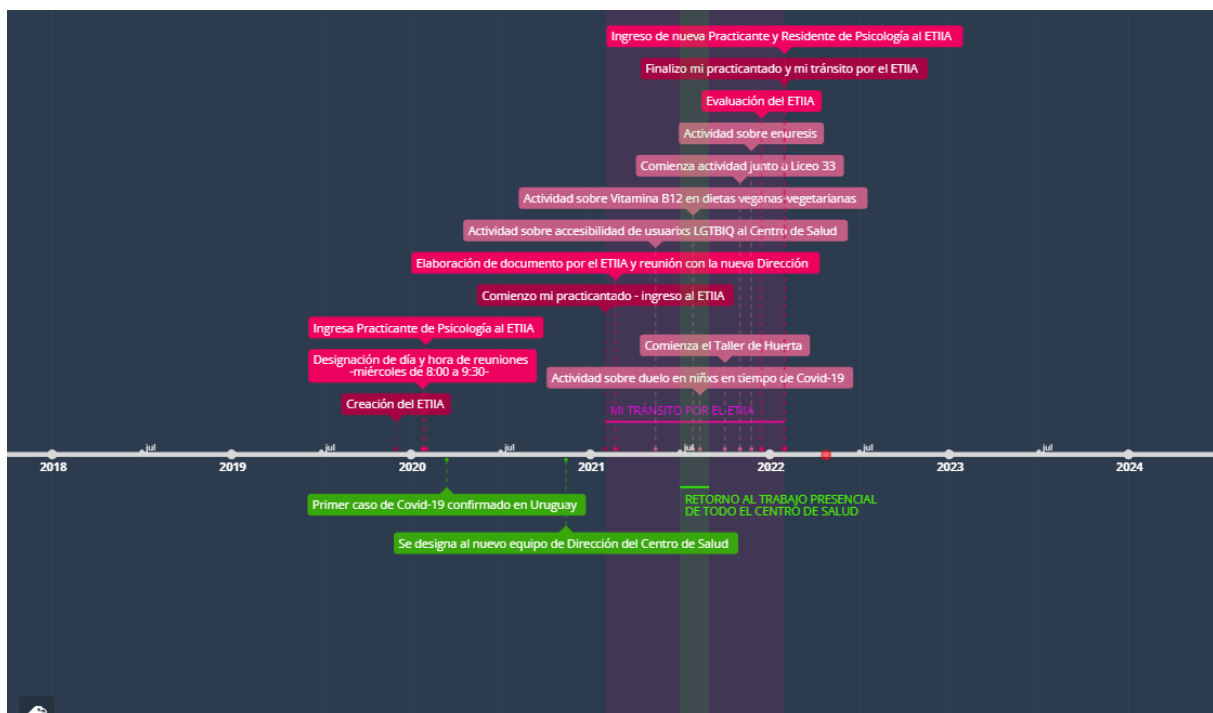 Ingreso de nueva Practicante y Residente de Psicología al ETIIA
Finalizo mi practicantado y mi tránsito por el ETIIA
Evaluación del ETIIA
Actividad sobre enuresis
Comienza actividad junto a Liceo 33
Actividad sobre Vitamina B12 en dietas veganas-vegetarianas
Actividad sobre accesibilidad de usuarixs LGTBIQ al Centro de Salud
Elaboración de documento por el ETIIA y reunión con la nueva Dirección
Comienzo mi practicantado - ingreso al ETIIA
Ingresa Practicante de Psicología al ETIIA
Comienza el Taller de Huerta
Designación de día y hora de reuniones
-miércoles de 8:00 a 9:30-
Actividad sobre duelo en niñxs en tiempo de Covid-19
Creación del ETIIA
MI TRÁNSITO POR EL ETIIA
jul jul jul jul jul jul
2018 2019 2020 2021 2022 2023 2024
Primer caso de Covid-19 confirmado en Uruguay
RETORNO AL TRABAJO PRESENCIAL
DE TODO EL CENTRO DE SALUD
Se designa al nuevo equipo de Dirección del Centro de Salud